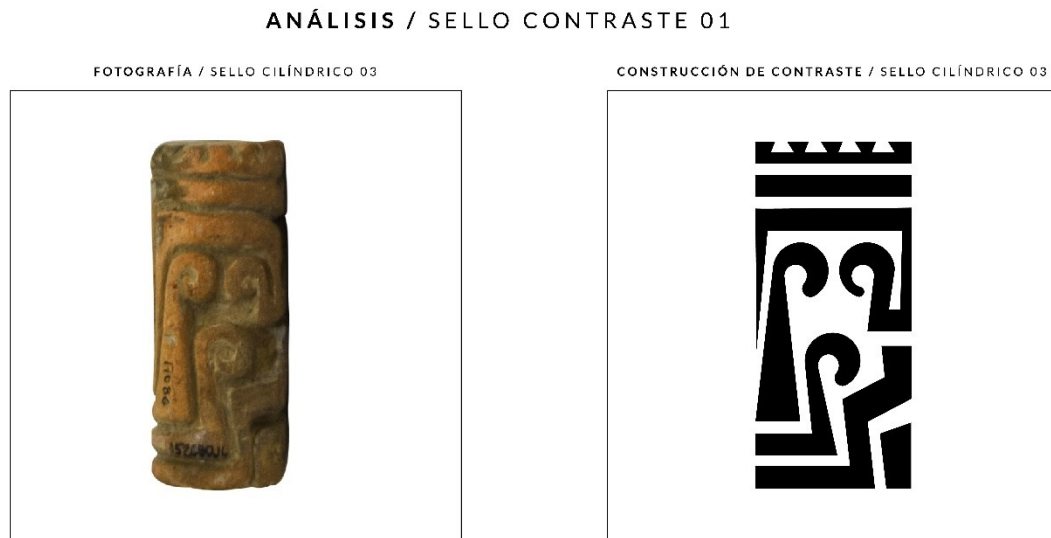 ANÁLISIS / SELLO CONTRASTE 01
FOTOGRAFÍA / SELLO CILÍNDRICO 03
CONSTRUCCIÓN DE CONTRASTE / SELLO CILÍNDRICO 03